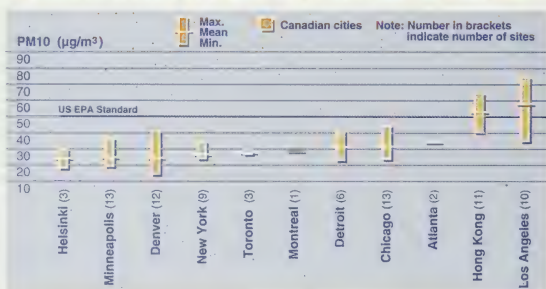 Max.
Mean
Min.
Canadian cities
Note: Number in brackets
indicate number of sites
PM10 (µg/m³)
90
80
70
60
US EPA Standard
50
40
30
20
10
Helsinki (3)
Minneapolis (13)
Denver (12)
New York (9)
Toronto (3)
Montreal (1)
Detroit (6)
Chicago (13)
Atlanta (2)
Hong Kong (11)
Los Angeles (10)